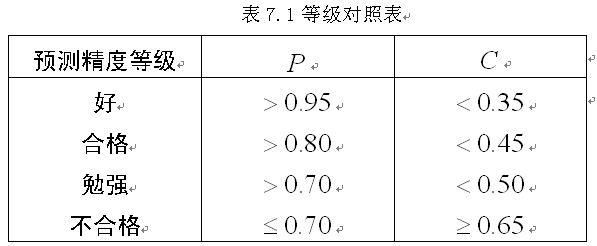 表7.1等级对照表
预测精度等级 P C
好 >0.95 <0.35
合格 >0.80 <0.45
勉强 >0.70 <0.50
不合格 ≤0.70 ≥0.65